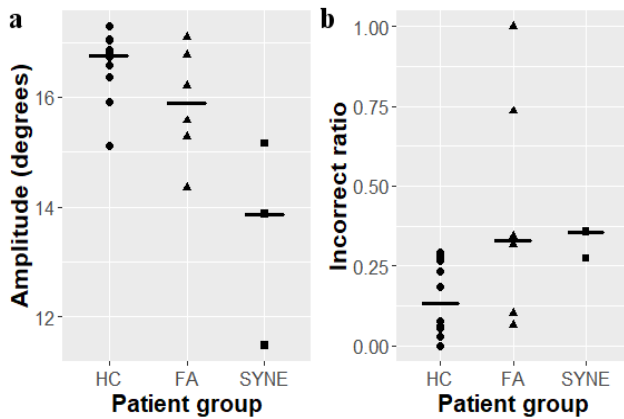 a
Amplitude (degrees)
16
14
12
HC FA SYNE
Patient group
b
Incorrect ratio
1.00
0.75
0.50
0.25
0.00
HC FA SYNE
Patient group